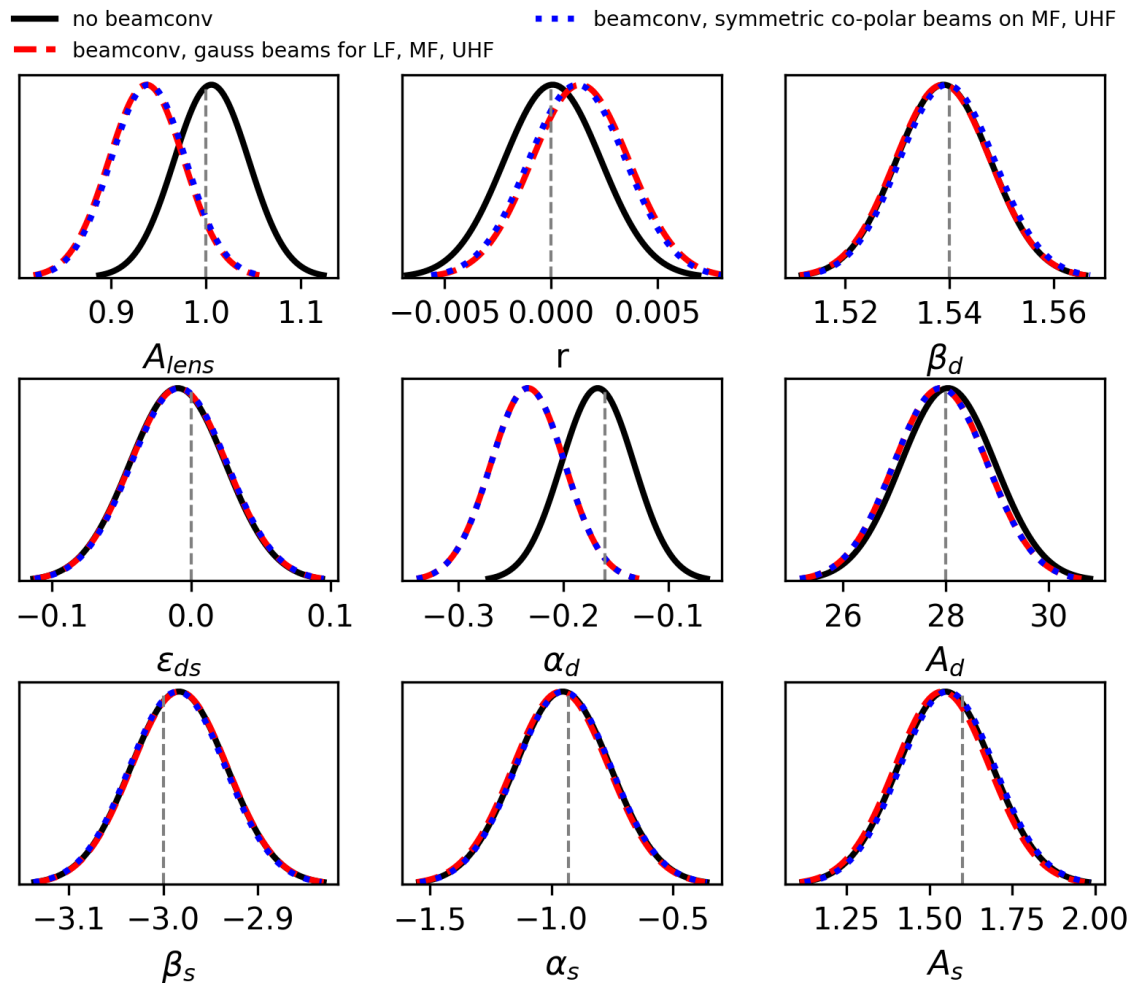 no beamconv
beamconv, symmetric co-polar beams on MF, UHF
beamconv, gauss beams for LF, MF, UHF
0.9 1.0 1.1
−0.005 0.000 0.005
1.52 1.54 1.56
A_{lens}
r
β_d
−0.1 0.0 0.1
−0.3 −0.2 −0.1
26 28 30
ε_{ds}
α_d
A_d
−3.1 −3.0 −2.9
−1.5 −1.0 −0.5
1.25 1.50 1.75 2.00
β_s
α_s
A_s